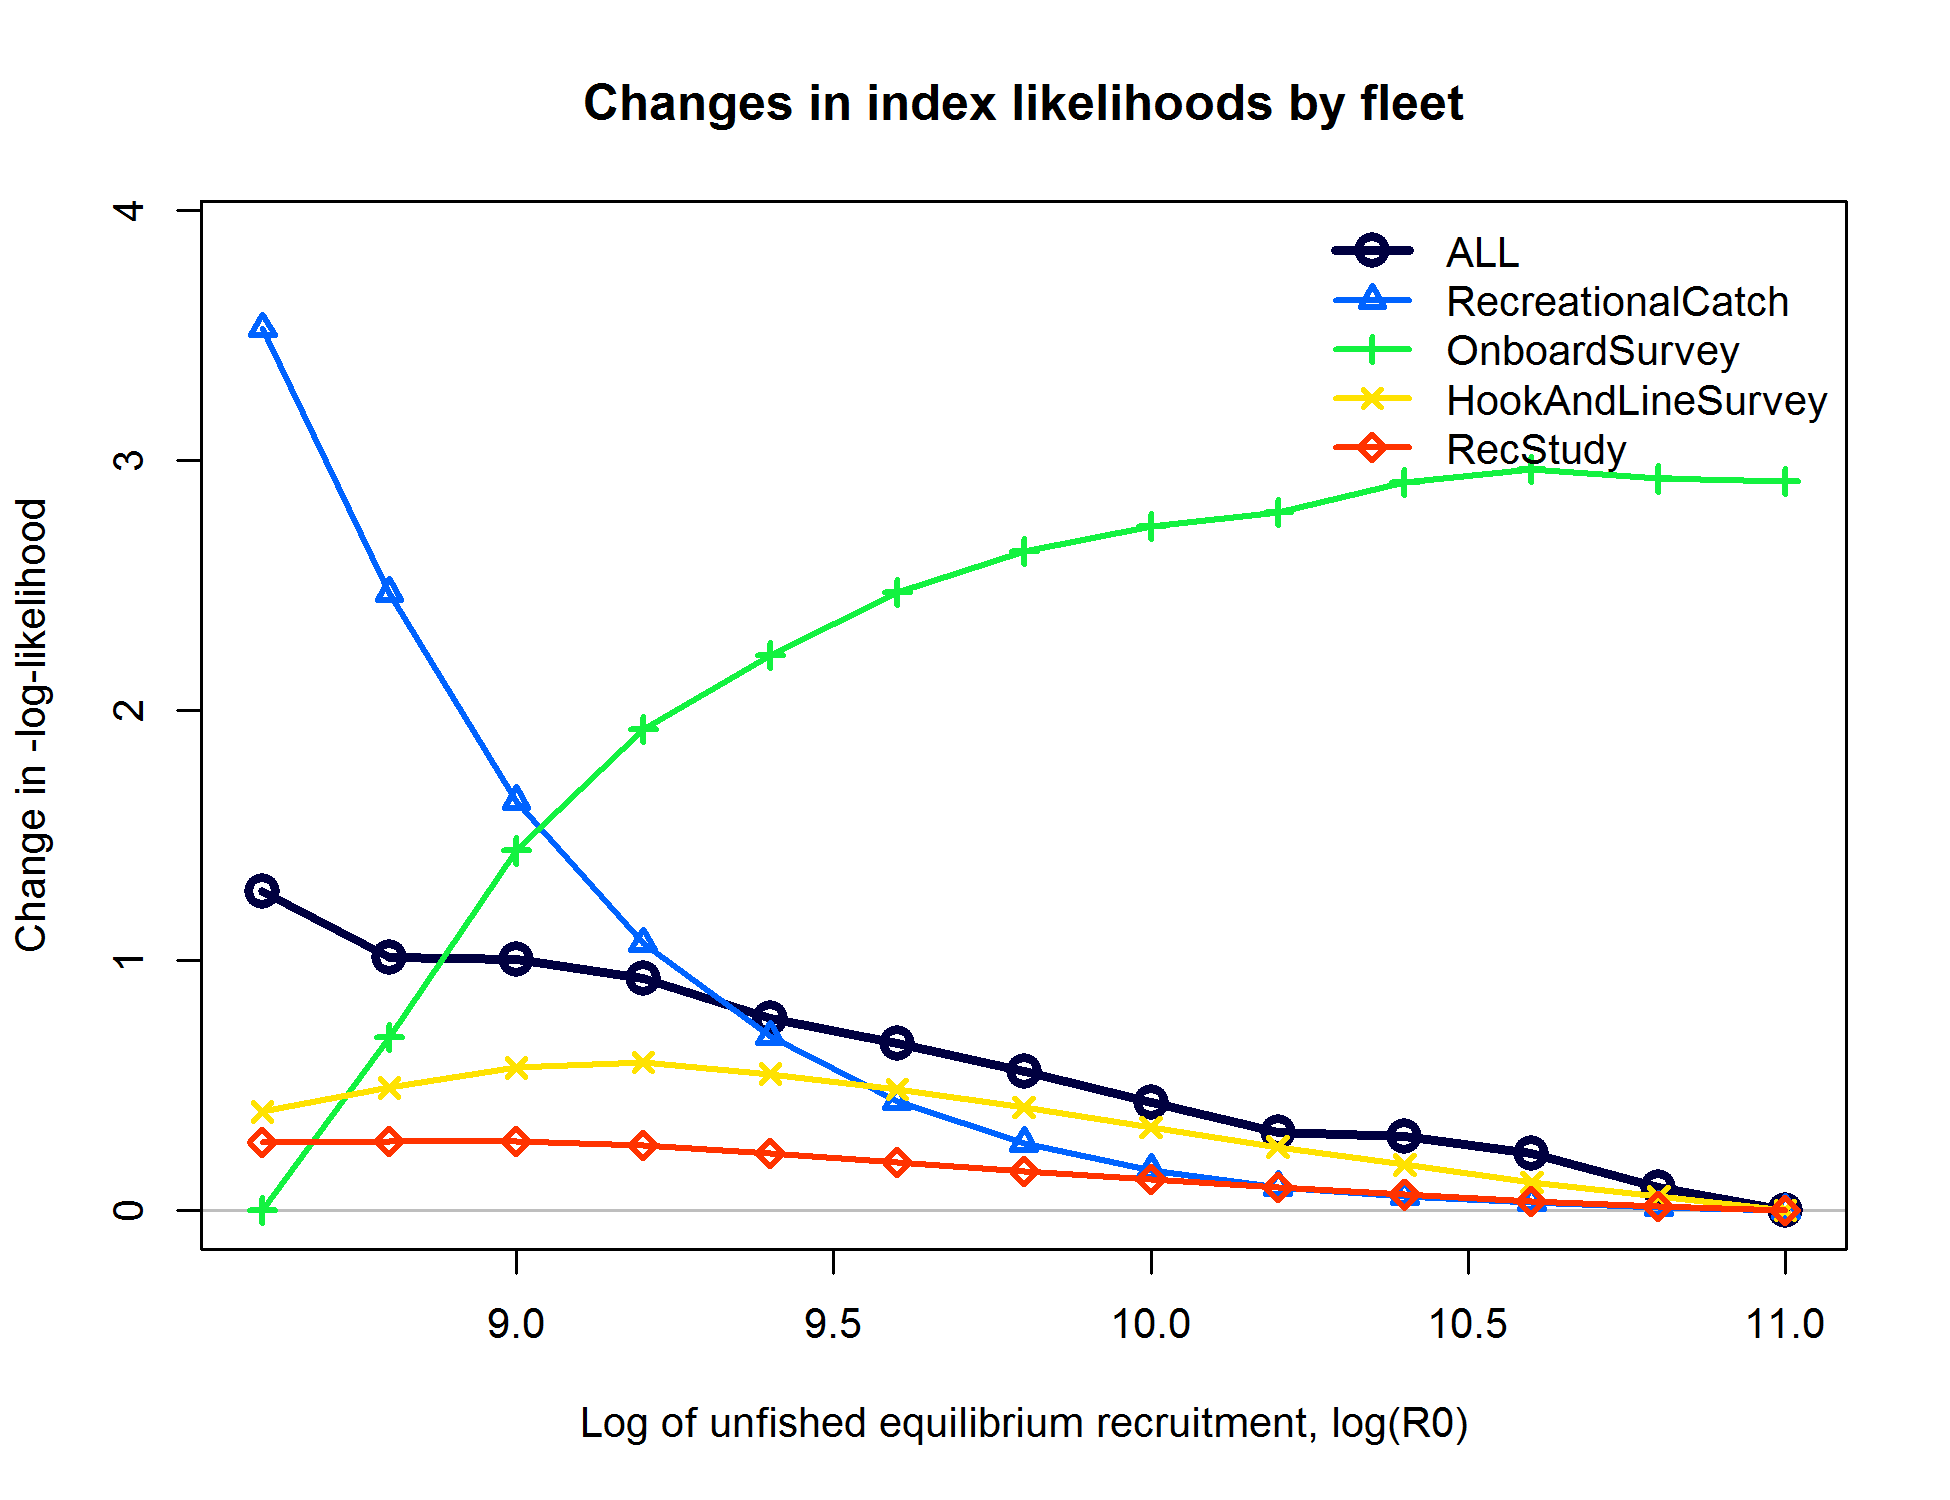 Changes in index likelihoods by fleet
4
3
2
1
0
Change in -log-likelihood
ALL
RecreationalCatch
OnboardSurvey
HookAndLineSurvey
RecStudy
9.0 9.5 10.0 10.5 11.0
Log of unfished equilibrium recruitment, log(R0)